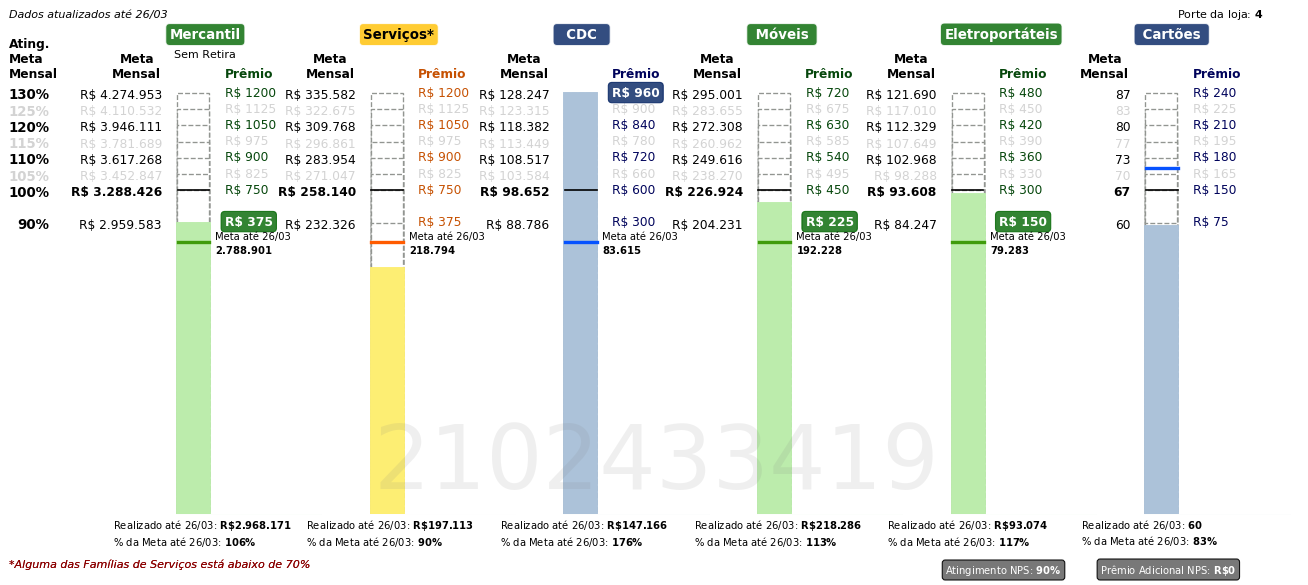 Dados atualizados até 26/03
Porte da loja: 4
Mercantil Serviços* CDC Móveis Eletroportáteis Cartões
Sem Retira
Ating. Meta Mensal
Meta Mensal Prêmio Meta Mensal Prêmio Meta Mensal Prêmio Meta Mensal Prêmio Meta Mensal Prêmio Meta Mensal Prêmio
130% R$ 4.274.953 R$ 1200 R$ 335.582 R$ 1200 R$ 128.247 R$ 960 R$ 295.001 R$ 720 R$ 121.690 R$ 480 87 R$ 240
125% R$ 4.110.532 R$ 1125 R$ 322.675 R$ 1125 R$ 123.315 R$ 900 R$ 283.655 R$ 675 R$ 117.010 R$ 450 83 R$ 225
120% R$ 3.946.111 R$ 1050 R$ 309.768 R$ 1050 R$ 118.382 R$ 840 R$ 272.308 R$ 630 R$ 112.329 R$ 420 80 R$ 210
115% R$ 3.781.689 R$ 975 R$ 296.861 R$ 975 R$ 113.449 R$ 780 R$ 260.962 R$ 585 R$ 107.649 R$ 390 77 R$ 195
110% R$ 3.617.268 R$ 900 R$ 283.954 R$ 900 R$ 108.517 R$ 720 R$ 249.616 R$ 540 R$ 102.968 R$ 360 73 R$ 180
105% R$ 3.452.847 R$ 825 R$ 271.047 R$ 825 R$ 103.584 R$ 660 R$ 238.270 R$ 495 R$ 98.288 R$ 330 70 R$ 165
100% R$ 3.288.426 R$ 750 R$ 258.140 R$ 750 R$ 98.652 R$ 600 R$ 226.924 R$ 450 R$ 93.608 R$ 300 67 R$ 150
90% R$ 2.959.583 R$ 375 R$ 232.326 R$ 375 R$ 88.786 R$ 300 R$ 204.231 R$ 225 R$ 84.247 R$ 150 60 R$ 75
Meta até 26/03 Meta até 26/03 Meta até 26/03 Meta até 26/03 Meta até 26/03
2.788.901 218.794 83.615 192.228 79.283
2102433419
Realizado até 26/03: R$2.968.171 Realizado até 26/03: R$197.113 Realizado até 26/03: R$147.166 Realizado até 26/03: R$218.286 Realizado até 26/03: R$93.074 Realizado até 26/03: 60
% da Meta até 26/03: 106% % da Meta até 26/03: 90% % da Meta até 26/03: 176% % da Meta até 26/03: 113% % da Meta até 26/03: 117% % da Meta até 26/03: 83%
*Alguma das Famílias de Serviços está abaixo de 70%
Atingimento NPS: 90% Prêmio Adicional NPS: R$0